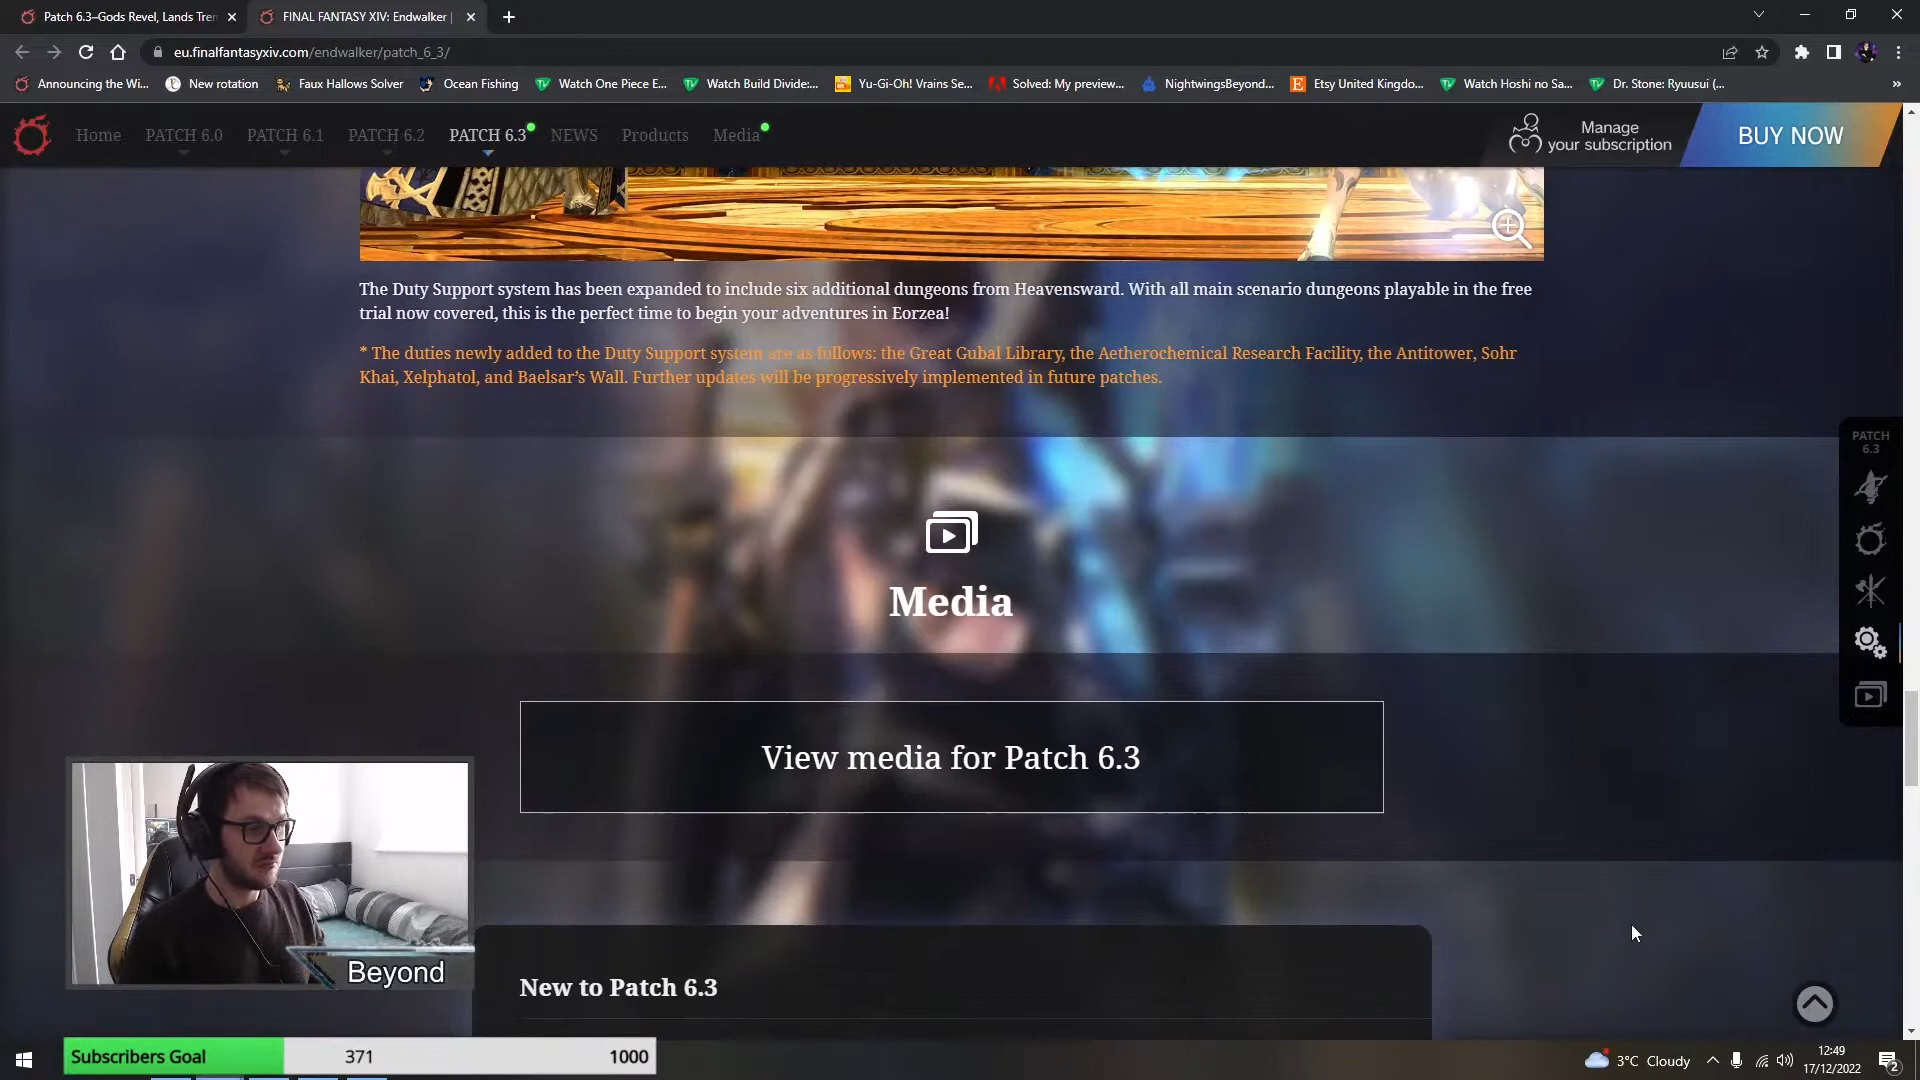 Patch 6.3–Gods Revel, Lands Trem
FINAL FANTASY XIV: Endwalker |
eu.finalfantasyxiv.com/endwalker/patch_6_3/
Announcing the Wi...
New rotation
Faux Hallows Solver
Ocean Fishing
Watch One Piece E...
Watch Build Divide:...
Yu-Gi-Oh! Vrains Se...
Solved: My preview...
NightwingsBeyond...
Etsy United Kingdo...
Watch Hoshi no Sa...
Dr. Stone: Ryuusui (...
Home
PATCH 6.0
PATCH 6.1
PATCH 6.2
PATCH 6.3
NEWS
Products
Media
Manage
your subscription
BUY NOW
The Duty Support system has been expanded to include six additional dungeons from Heavensward. With all main scenario dungeons playable in the free
trial now covered, this is the perfect time to begin your adventures in Eorzea!
* The duties newly added to the Duty Support system are as follows: the Great Gubal Library, the Aetherochemical Research Facility, the Antitower, Sohr
Khai, Xelphatol, and Baelsar’s Wall. Further updates will be progressively implemented in future patches.
PATCH
6.3
Media
View media for Patch 6.3
Beyond
New to Patch 6.3
Subscribers Goal 371 1000
3°C Cloudy
12:49
17/12/2022
2